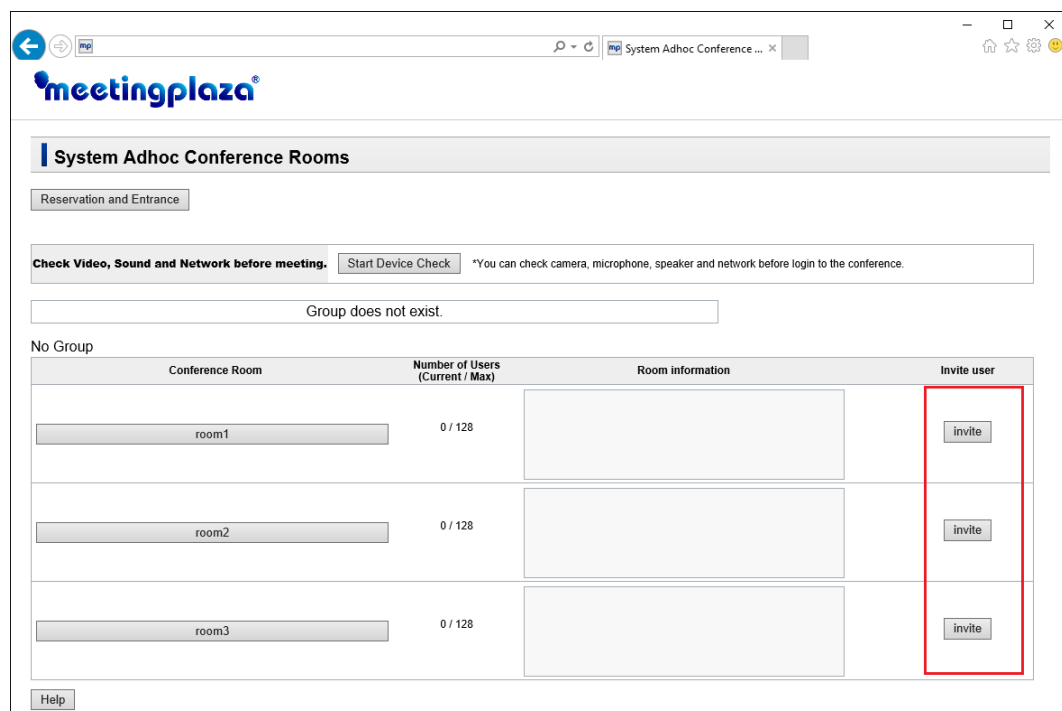 mp
mp System Adhoc Conference ...
meetingplaza®
System Adhoc Conference Rooms
Reservation and Entrance
Check Video, Sound and Network before meeting. Start Device Check *You can check camera, microphone, speaker and network before login to the conference.
Group does not exist.
No Group
Conference Room Number of Users (Current / Max) Room information Invite user
room1 0 / 128 invite
room2 0 / 128 invite
room3 0 / 128 invite
Help